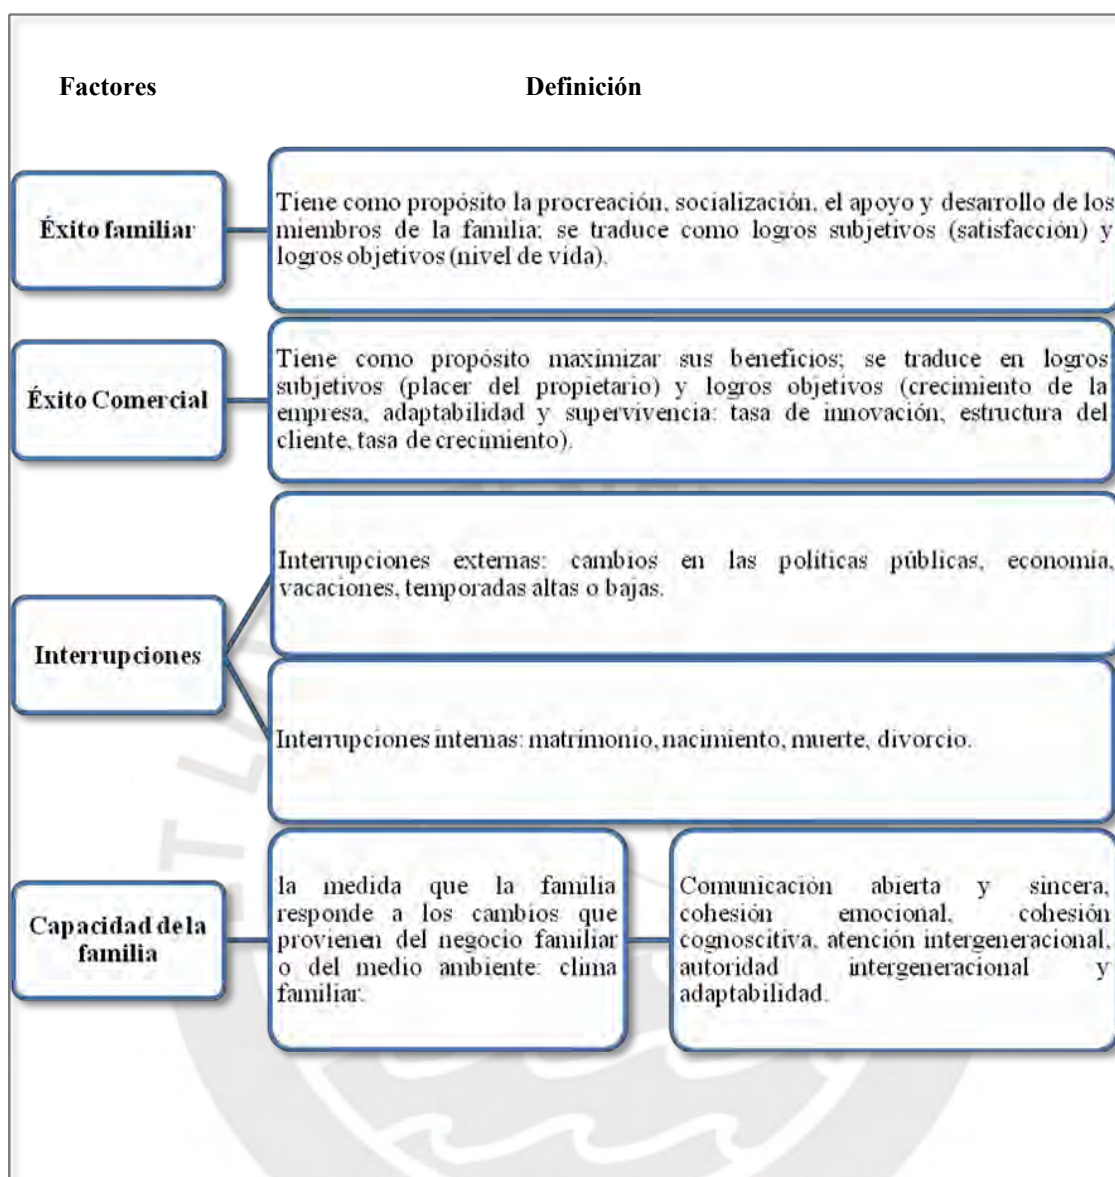 Factores Definición
Éxito familiar
Tiene como propósito la procreación, socialización, el apoyo y desarrollo de los
miembros de la familia; se traduce como logros subjetivos (satisfacción) y
logros objetivos (nivel de vida).
Éxito Comercial
Tiene como propósito maximizar sus beneficios; se traduce en logros
subjetivos (placer del propietario) y logros objetivos (crecimiento de la
empresa, adaptabilidad y supervivencia: tasa de innovación, estructura del
cliente, tasa de crecimiento).
Interrupciones
Interrupciones externas: cambios en las políticas públicas, economía,
vacaciones, temporadas altas o bajas.
Interrupciones internas: matrimonio, nacimiento, muerte, divorcio.
Capacidad de la
familia
la medida que la familia
responde a los cambios que
provienen del negocio familiar
o del medio ambiente: clima
familiar.
Comunicación abierta y sincera,
cohesión emocional, cohesión
cognoscitiva, atención intergeneracional,
autoridad intergeneracional y
adaptabilidad.